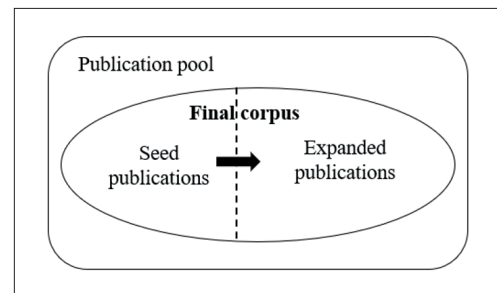 Publication pool
Final corpus
Seed
publications
Expanded
publications